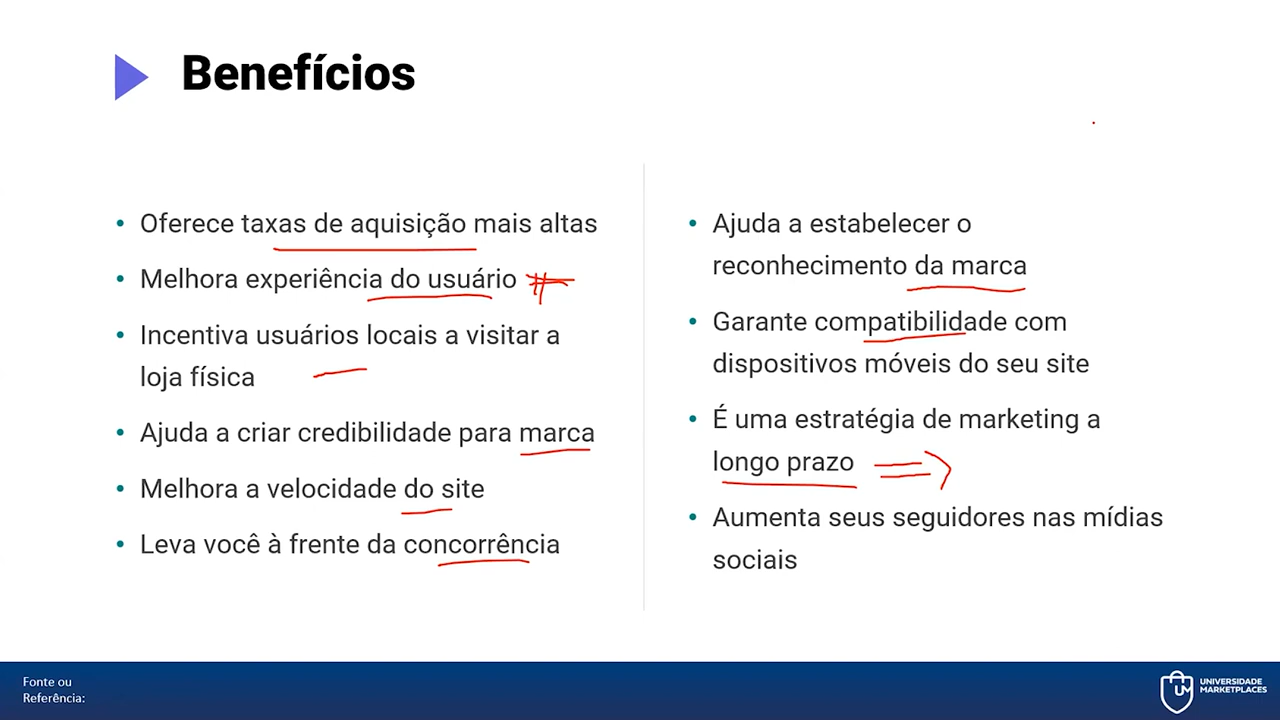 Benefícios
Oferece taxas de aquisição mais altas
Melhora experiência do usuário
Incentiva usuários locais a visitar a
loja física
Ajuda a criar credibilidade para marca
Melhora a velocidade do site
Leva você à frente da concorrência
Ajuda a estabelecer o
reconhecimento da marca
Garante compatibilidade com
dispositivos móveis do seu site
É uma estratégia de marketing a
longo prazo
Aumenta seus seguidores nas mídias
sociais
Fonte ou
Referência:
UM
UNIVERSIDADE
MARKETPLACES